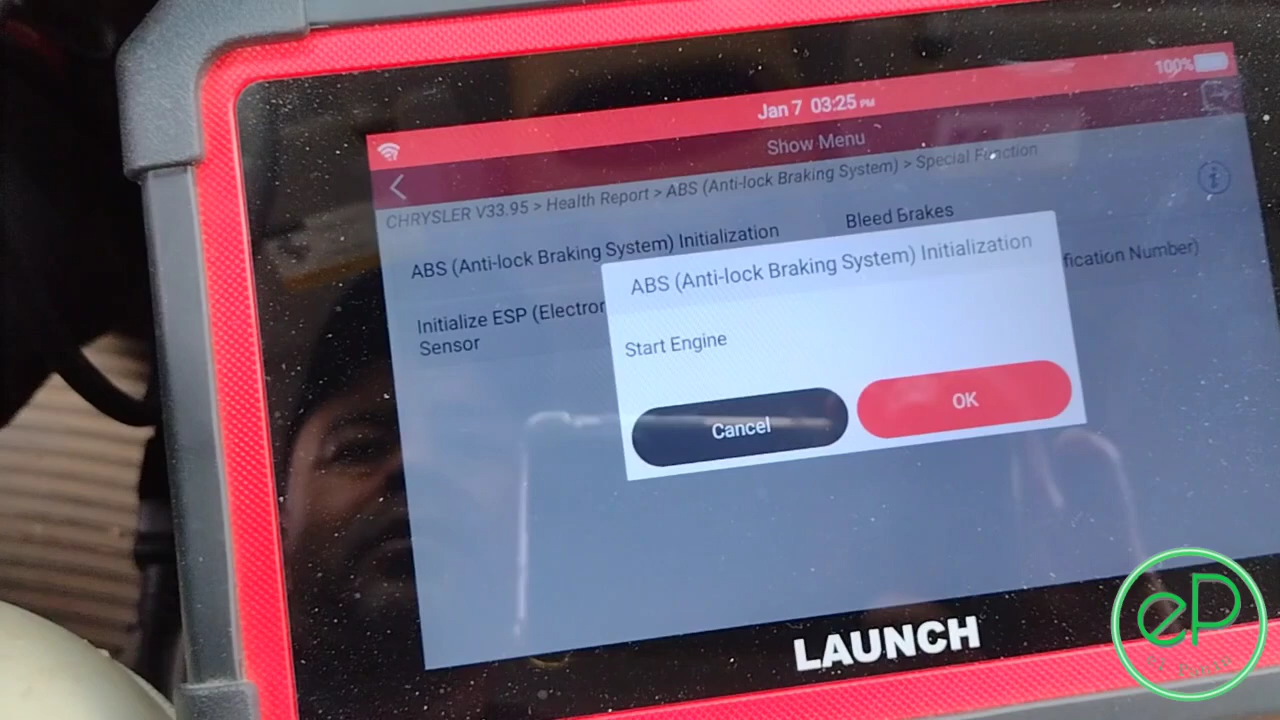 100%
Jan 7 03:25 PM
Show Menu
CHRYSLER V33.95 > Health Report > ABS (Anti-lock Braking System) > Special Function
ABS (Anti-lock Braking System) Initialization
Bleed Brakes
fication Number)
Initialize ESP (Electror
Sensor
ABS (Anti-lock Braking System) Initialization
Start Engine
Cancel
OK
LAUNCH
eP